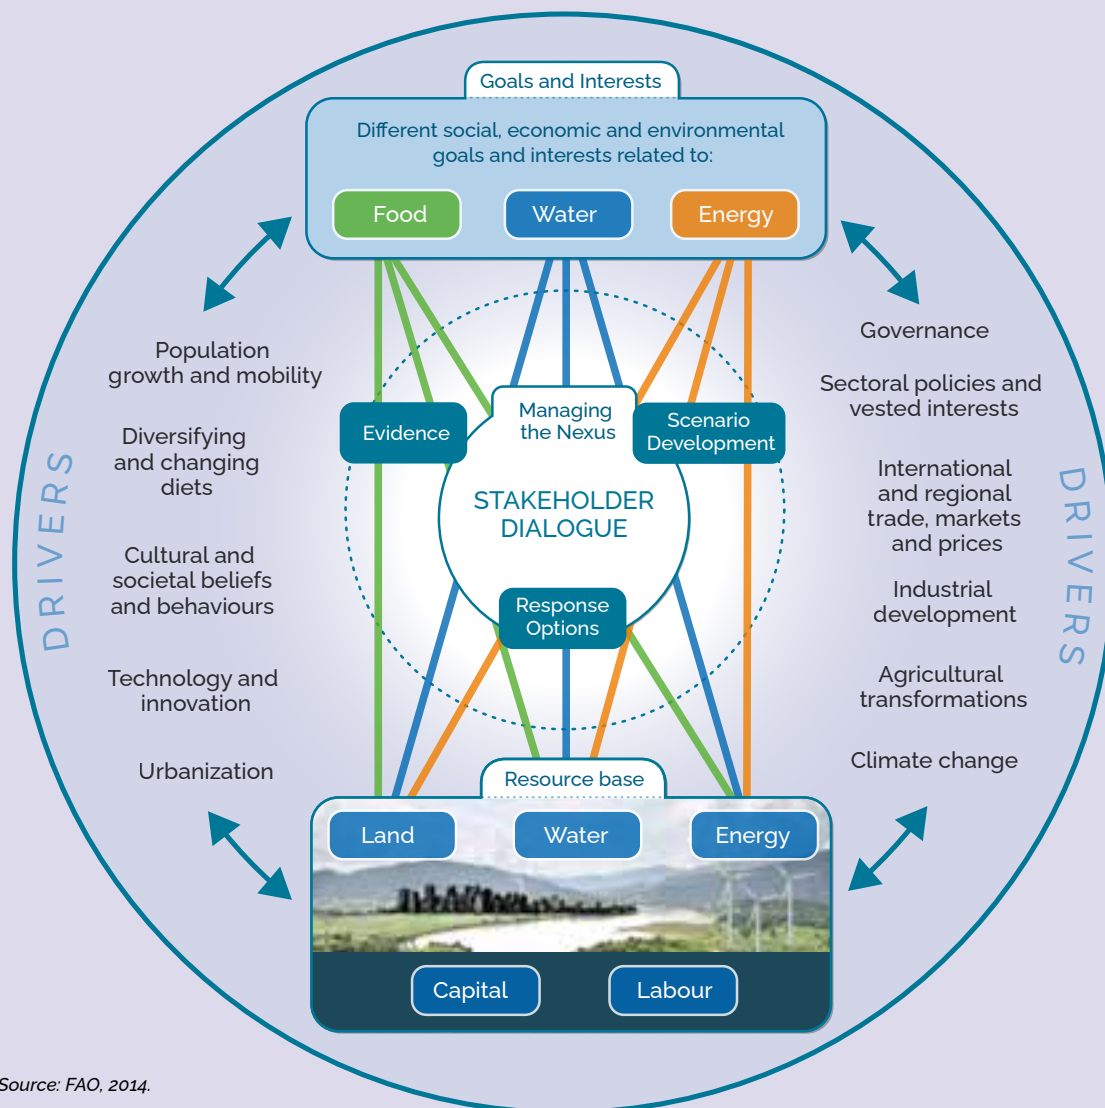 Goals and Interests
Different social, economic and environmental
goals and interests related to:
Food
Water
Energy
DRIVERS
Population
growth and mobility
Diversifying
and changing
diets
Cultural and
societal beliefs
and behaviours
Technology and
innovation
Urbanization
Evidence
Managing
the Nexus
Scenario
Development
STAKEHOLDER
DIALOGUE
Response
Options
Governance
Sectoral policies and
vested interests
International
and regional
trade, markets
and prices
Industrial
development
Agricultural
transformations
Climate change
DRIVERS
Resource base
Land
Water
Energy
Capital
Labour
Source: FAO, 2014.